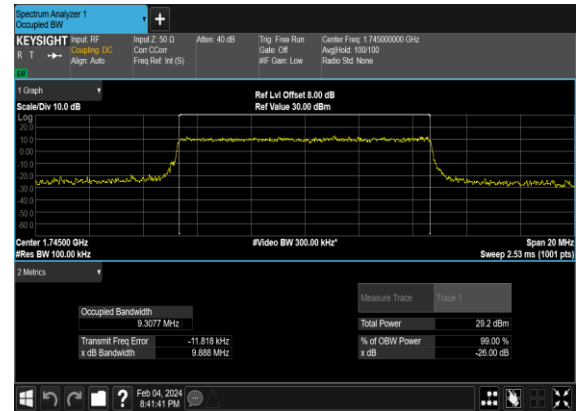 Spectrum Analyzer 1
Occupied BW
KEYSIGHT Input: RF Input Z: 50 Ω Atten: 40 dB Trig: Free Run Center Freq: 1.745000000 GHz
R T Coupling: DC Corr CCorr Gate: Off Avg|Hold: 100/100
Align: Auto Freq Ref: Int (S) #IF Gain: Low Radio Std: None
1 Graph
Scale/Div 10.0 dB
Ref Lvl Offset 8.00 dB
Ref Value 30.00 dBm
Log
20.0
10.0
0.00
-10.0
-20.0
-30.0
-40.0
-50.0
-60.0
Center 1.74500 GHz #Video BW 300.00 kHz* Span 20 MHz
#Res BW 100.00 kHz Sweep 2.53 ms (1001 pts)
2 Metrics
Measure Trace Trace 1
Occupied Bandwidth
9.3077 MHz
Total Power 29.2 dBm
Transmit Freq Error -11.818 kHz % of OBW Power 99.00 %
x dB Bandwidth 9.888 MHz x dB -26.00 dB
? Feb 04, 2024
8:41:41 PM